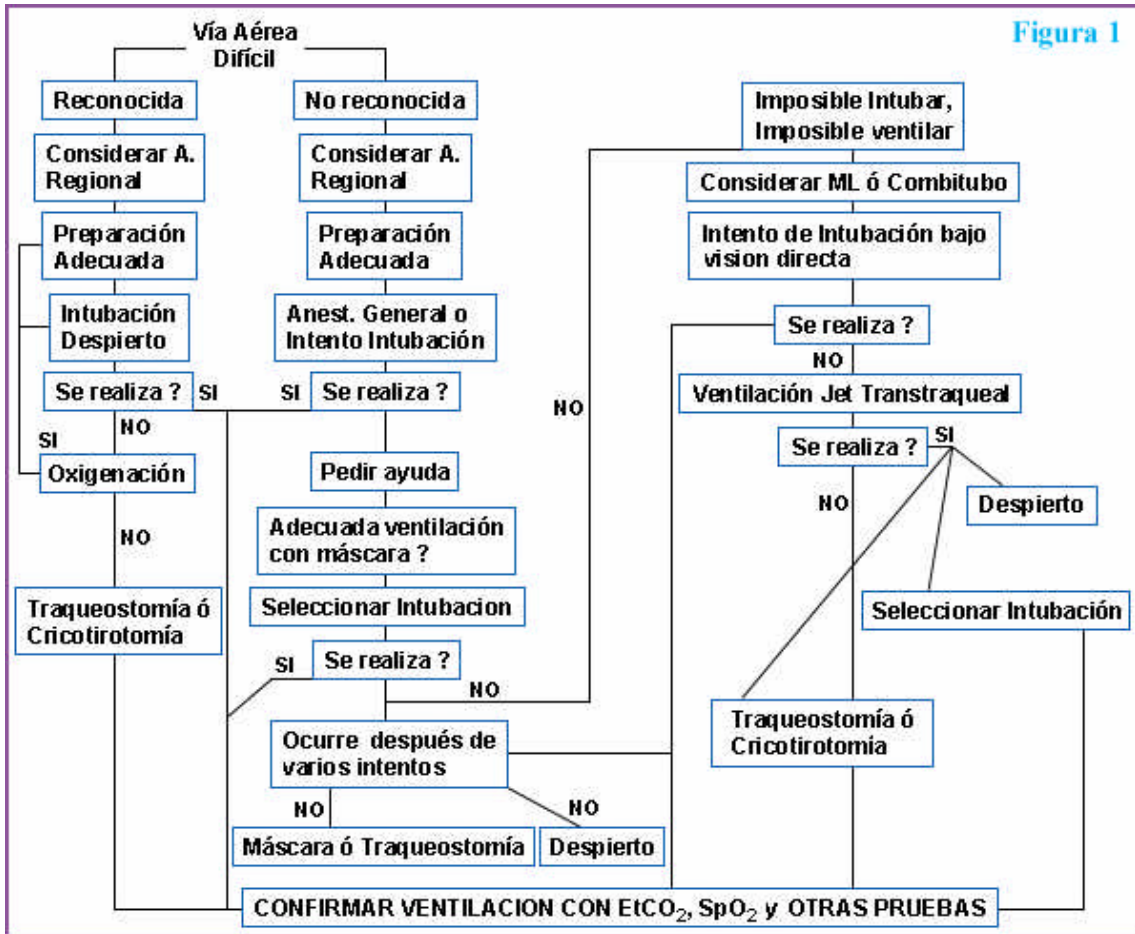 Figura 1
Vía Aérea
Difícil
Reconocida
Considerar A.
Regional
Preparación
Adecuada
Intubación
Despierto
Se realiza ?
SI
NO
SI
Oxigenación
NO
Traqueostomía ó
Cricotirotomía
No reconocida
Considerar A.
Regional
Preparación
Adecuada
Anest. General o
Intento Intubación
SI
Se realiza ?
Pedir ayuda
Adecuada ventilación
con máscara ?
Seleccionar Intubacion
SI
Se realiza ?
NO
Ocurre después de
varios intentos
NO
NO
Máscara ó Traqueostomía
Despierto
NO
Imposible Intubar,
Imposible ventilar
Considerar ML ó Combitubo
Intento de Intubación bajo
vision directa
Se realiza ?
NO
Ventilación Jet Transtraqueal
Se realiza ?
SI
NO
Despierto
Seleccionar Intubación
Traqueostomía ó
Cricotirotomía
CONFIRMAR VENTILACION CON EtCO₂, SpO₂ y OTRAS PRUEBAS